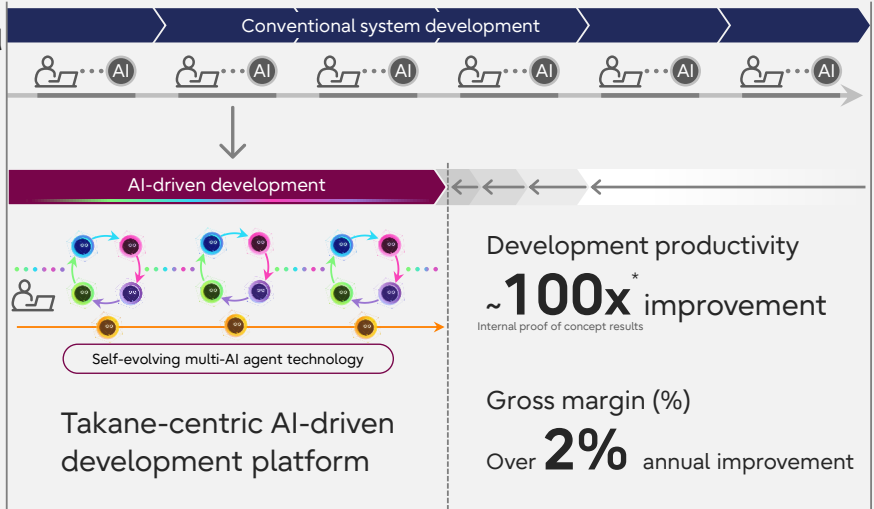 Conventional system development
AI AI AI AI AI AI
AI-driven development
Self-evolving multi-AI agent technology
Takane-centric AI-driven
development platform
Development productivity
~100x* improvement
Internal proof of concept results
Gross margin (%)
Over 2% annual improvement